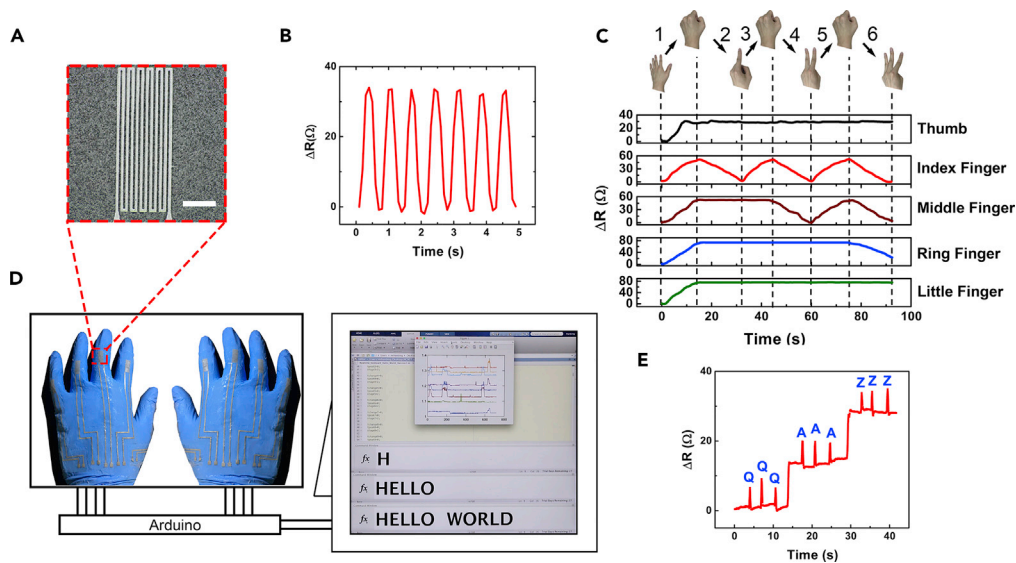 A
B
ΔR(Ω)
40
20
0
0
1
2
3
4
5
Time (s)
C
1
2
3
4
5
6
40
20
0
Thumb
60
30
0
Index Finger
60
30
0
Middle Finger
80
40
0
Ring Finger
80
40
0
Little Finger
ΔR (Ω)
0
20
40
60
80
100
Time (s)
D
Arduino
fx H
fx HELLO
fx HELLO WORLD
E
ΔR (Ω)
40
20
0
Q
Q
Q
A
A
A
Z
Z
Z
0
10
20
30
40
Time (s)